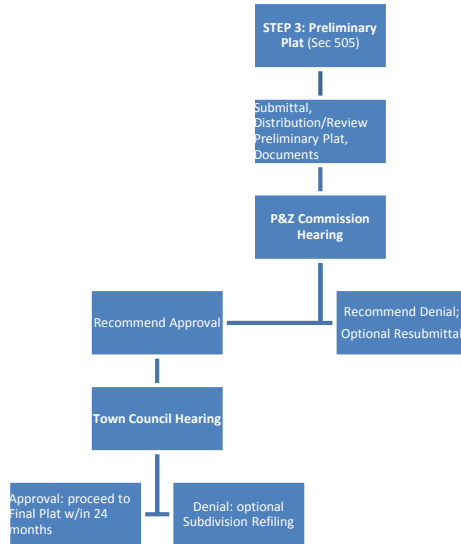 STEP 3: Preliminary
Plat (Sec 505)
Submittal,
Distribution/Review
Preliminary Plat,
Documents
P&Z Commission
Hearing
Recommend Approval
Recommend Denial;
Optional Resubmittal
Town Council Hearing
Approval: proceed to
Final Plat w/in 24
months
Denial: optional
Subdivision Refiling